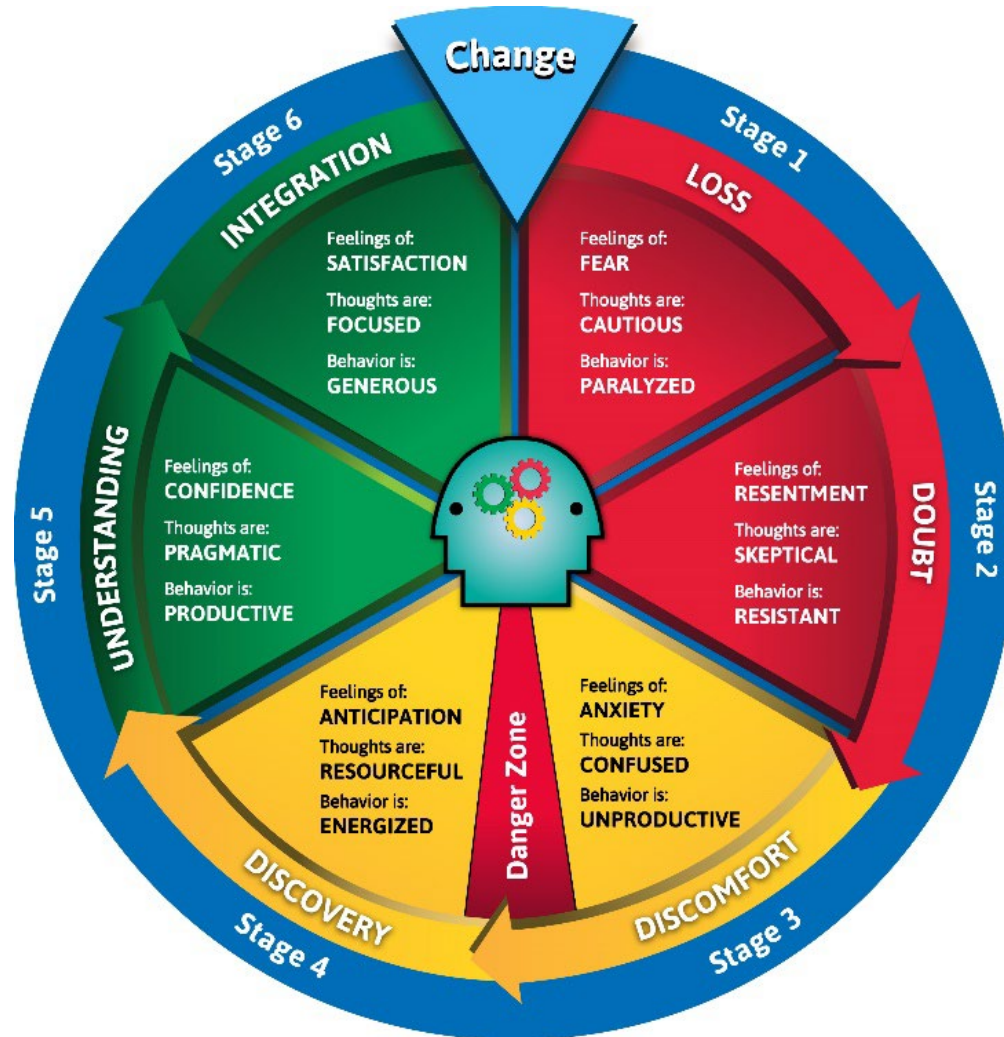 Change
Stage 1
LOSS
Feelings of:
FEAR
Thoughts are:
CAUTIOUS
Behavior is:
PARALYZED
Stage 2
DOUBT
Feelings of:
RESENTMENT
Thoughts are:
SKEPTICAL
Behavior is:
RESISTANT
Stage 3
DISCOMFORT
Feelings of:
ANXIETY
Thoughts are:
CONFUSED
Behavior is:
UNPRODUCTIVE
Danger Zone
Stage 4
DISCOVERY
Feelings of:
ANTICIPATION
Thoughts are:
RESOURCEFUL
Behavior is:
ENERGIZED
Stage 5
UNDERSTANDING
Feelings of:
CONFIDENCE
Thoughts are:
PRAGMATIC
Behavior is:
PRODUCTIVE
Stage 6
INTEGRATION
Feelings of:
SATISFACTION
Thoughts are:
FOCUSED
Behavior is:
GENEROUS